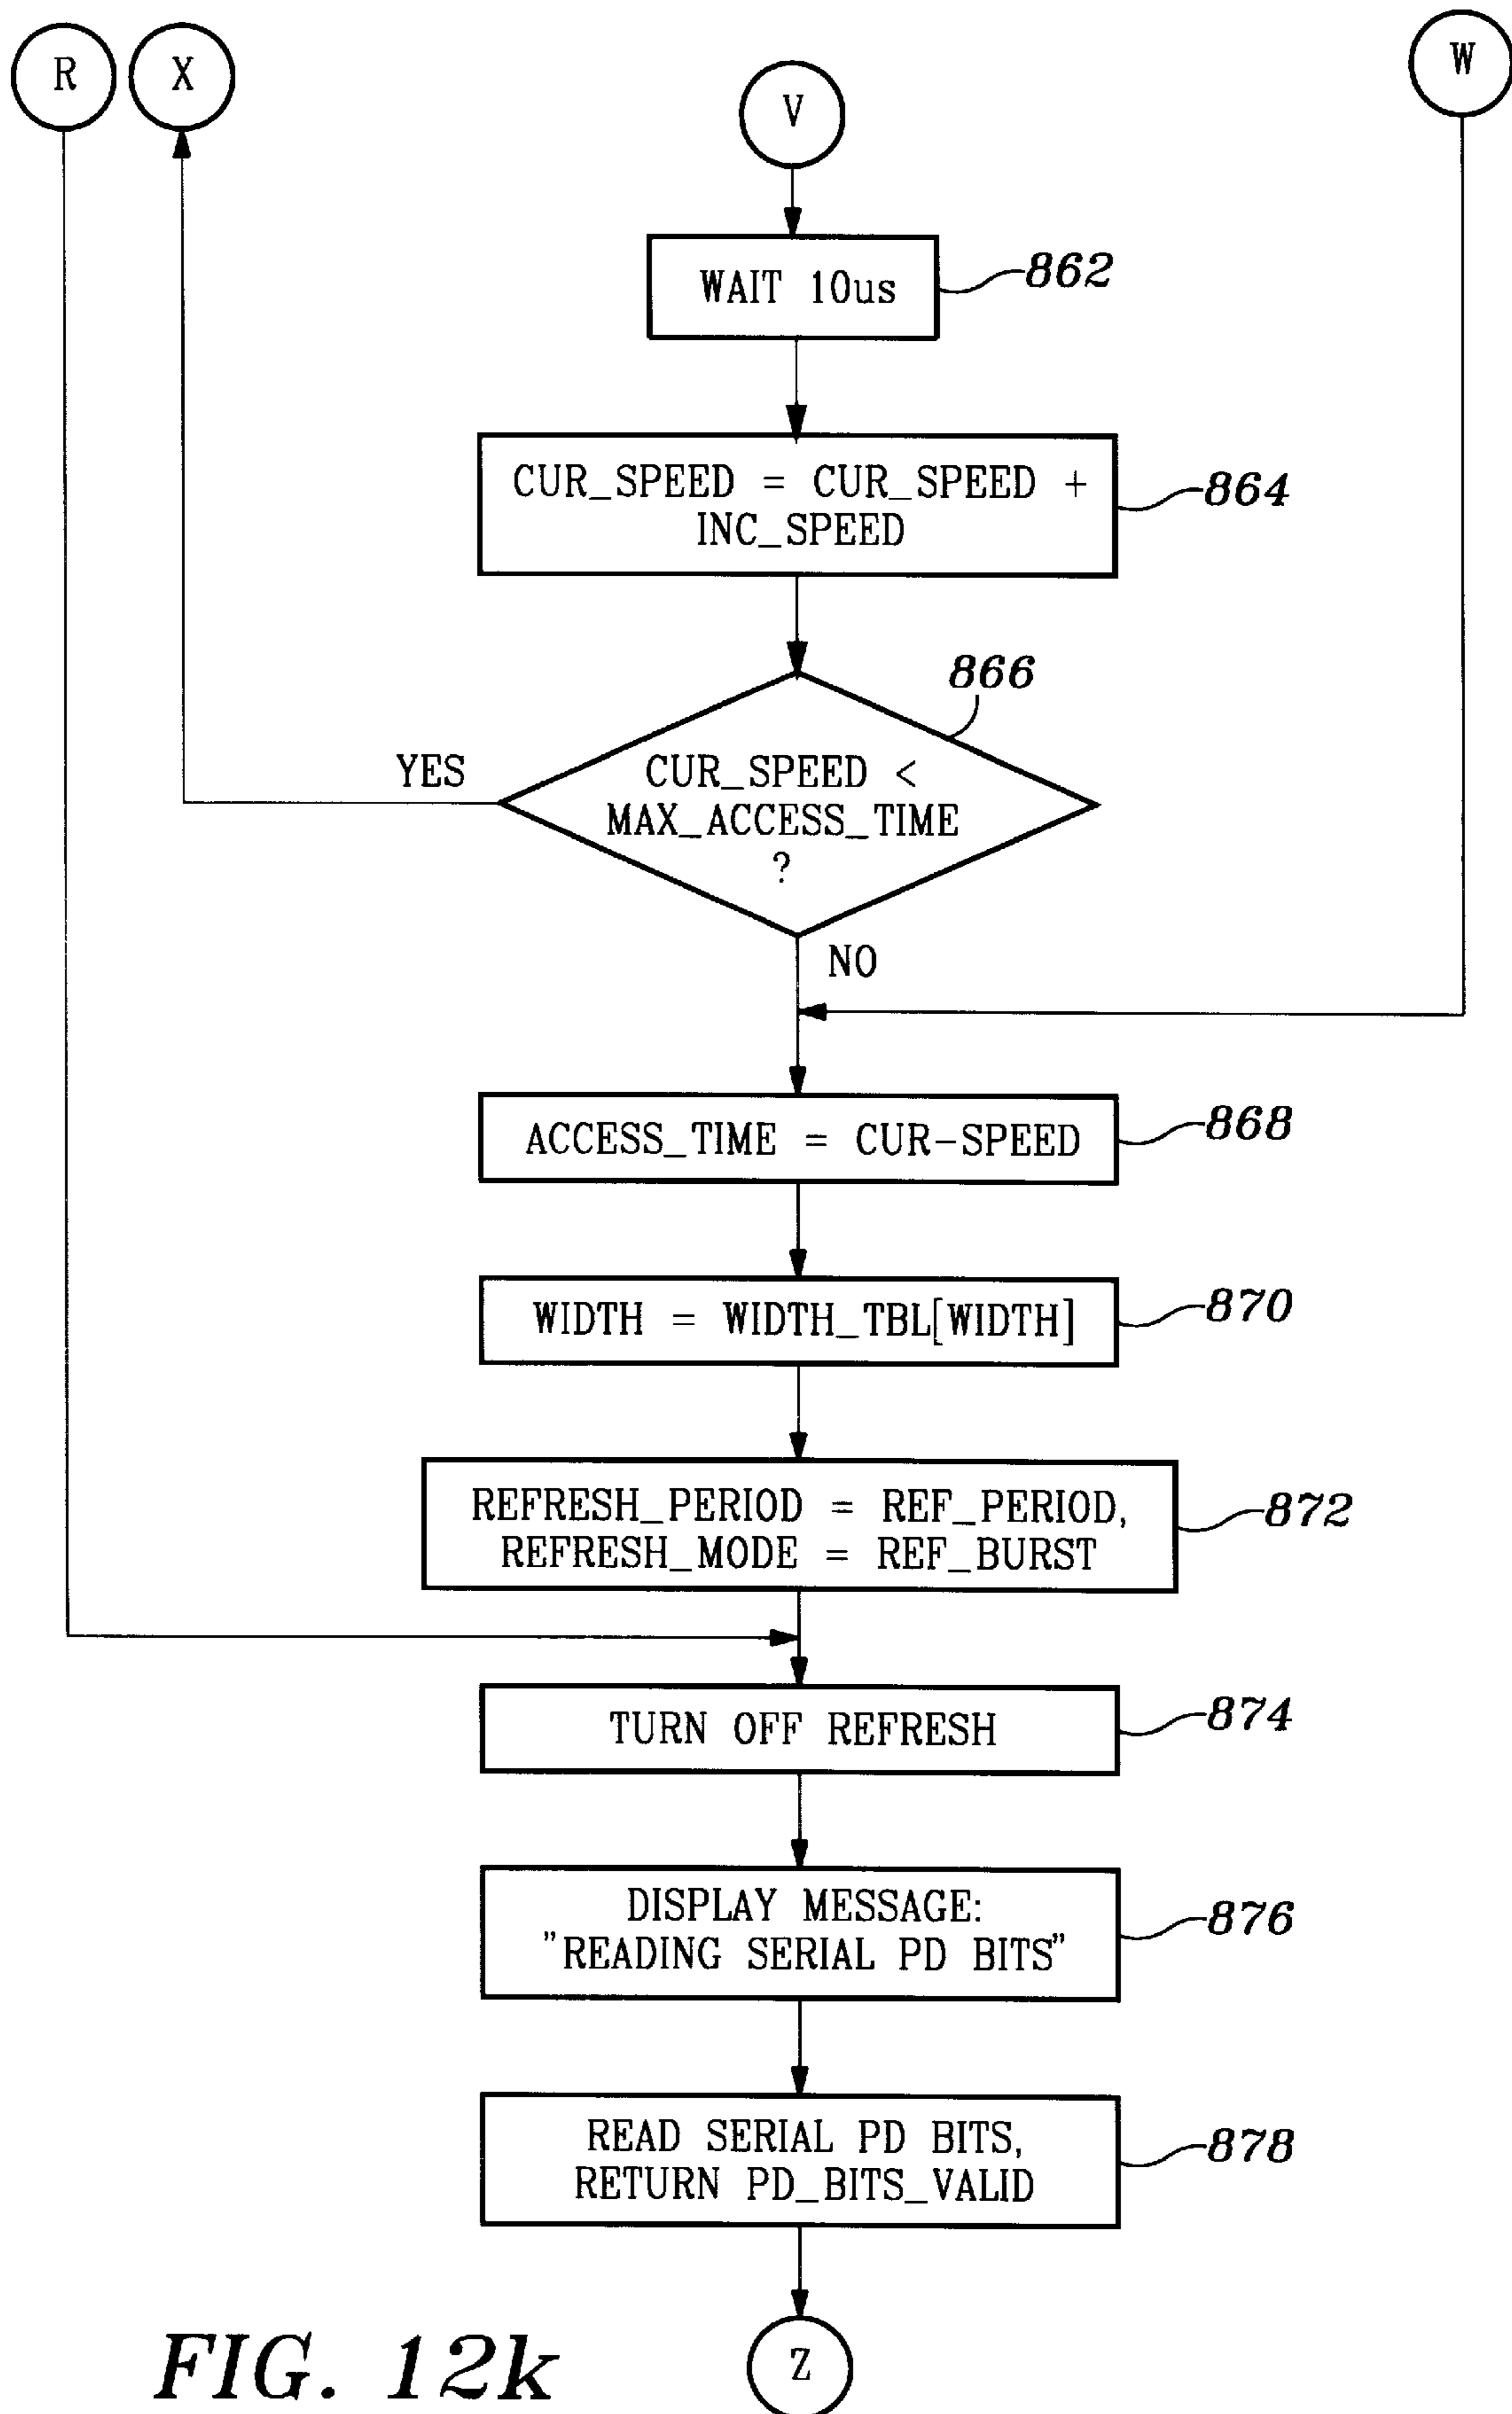 R
X
V
W
WAIT 10us
862
CUR_SPEED = CUR_SPEED +
INC_SPEED
864
866
YES
CUR_SPEED <
MAX_ACCESS_TIME
?
NO
ACCESS_TIME = CUR-SPEED
868
WIDTH = WIDTH_TBL[WIDTH]
870
REFRESH_PERIOD = REF_PERIOD,
REFRESH_MODE = REF_BURST
872
TURN OFF REFRESH
874
DISPLAY MESSAGE:
"READING SERIAL PD BITS"
876
READ SERIAL PD BITS,
RETURN PD_BITS_VALID
878
Z
FIG. 12k